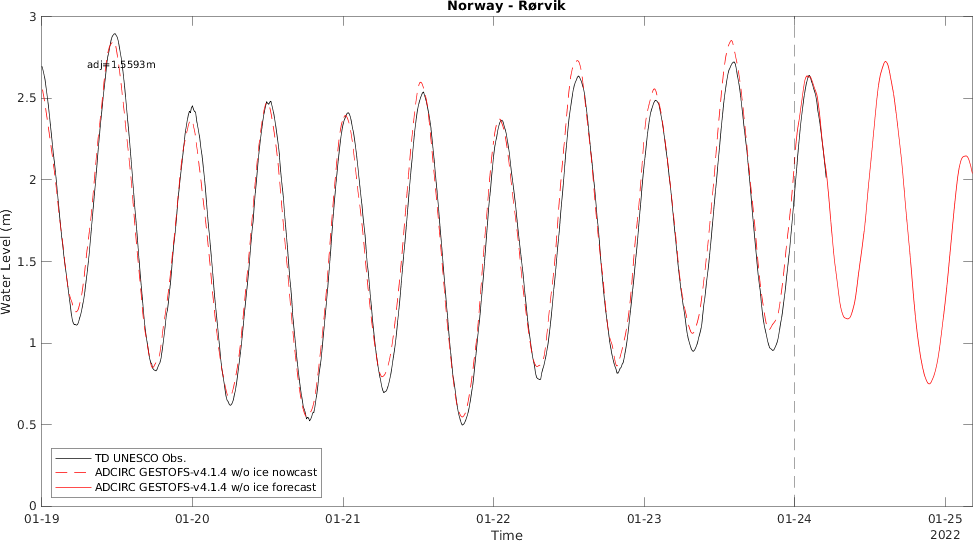 Norway - Rørvik
3
2.5
2
1.5
1
0.5
0
Water Level (m)
adj=1.5593m
TD UNESCO Obs.
ADCIRC GESTOFS-v4.1.4 w/o ice nowcast
ADCIRC GESTOFS-v4.1.4 w/o ice forecast
01-19
01-20
01-21
01-22
01-23
01-24
01-25
2022
Time